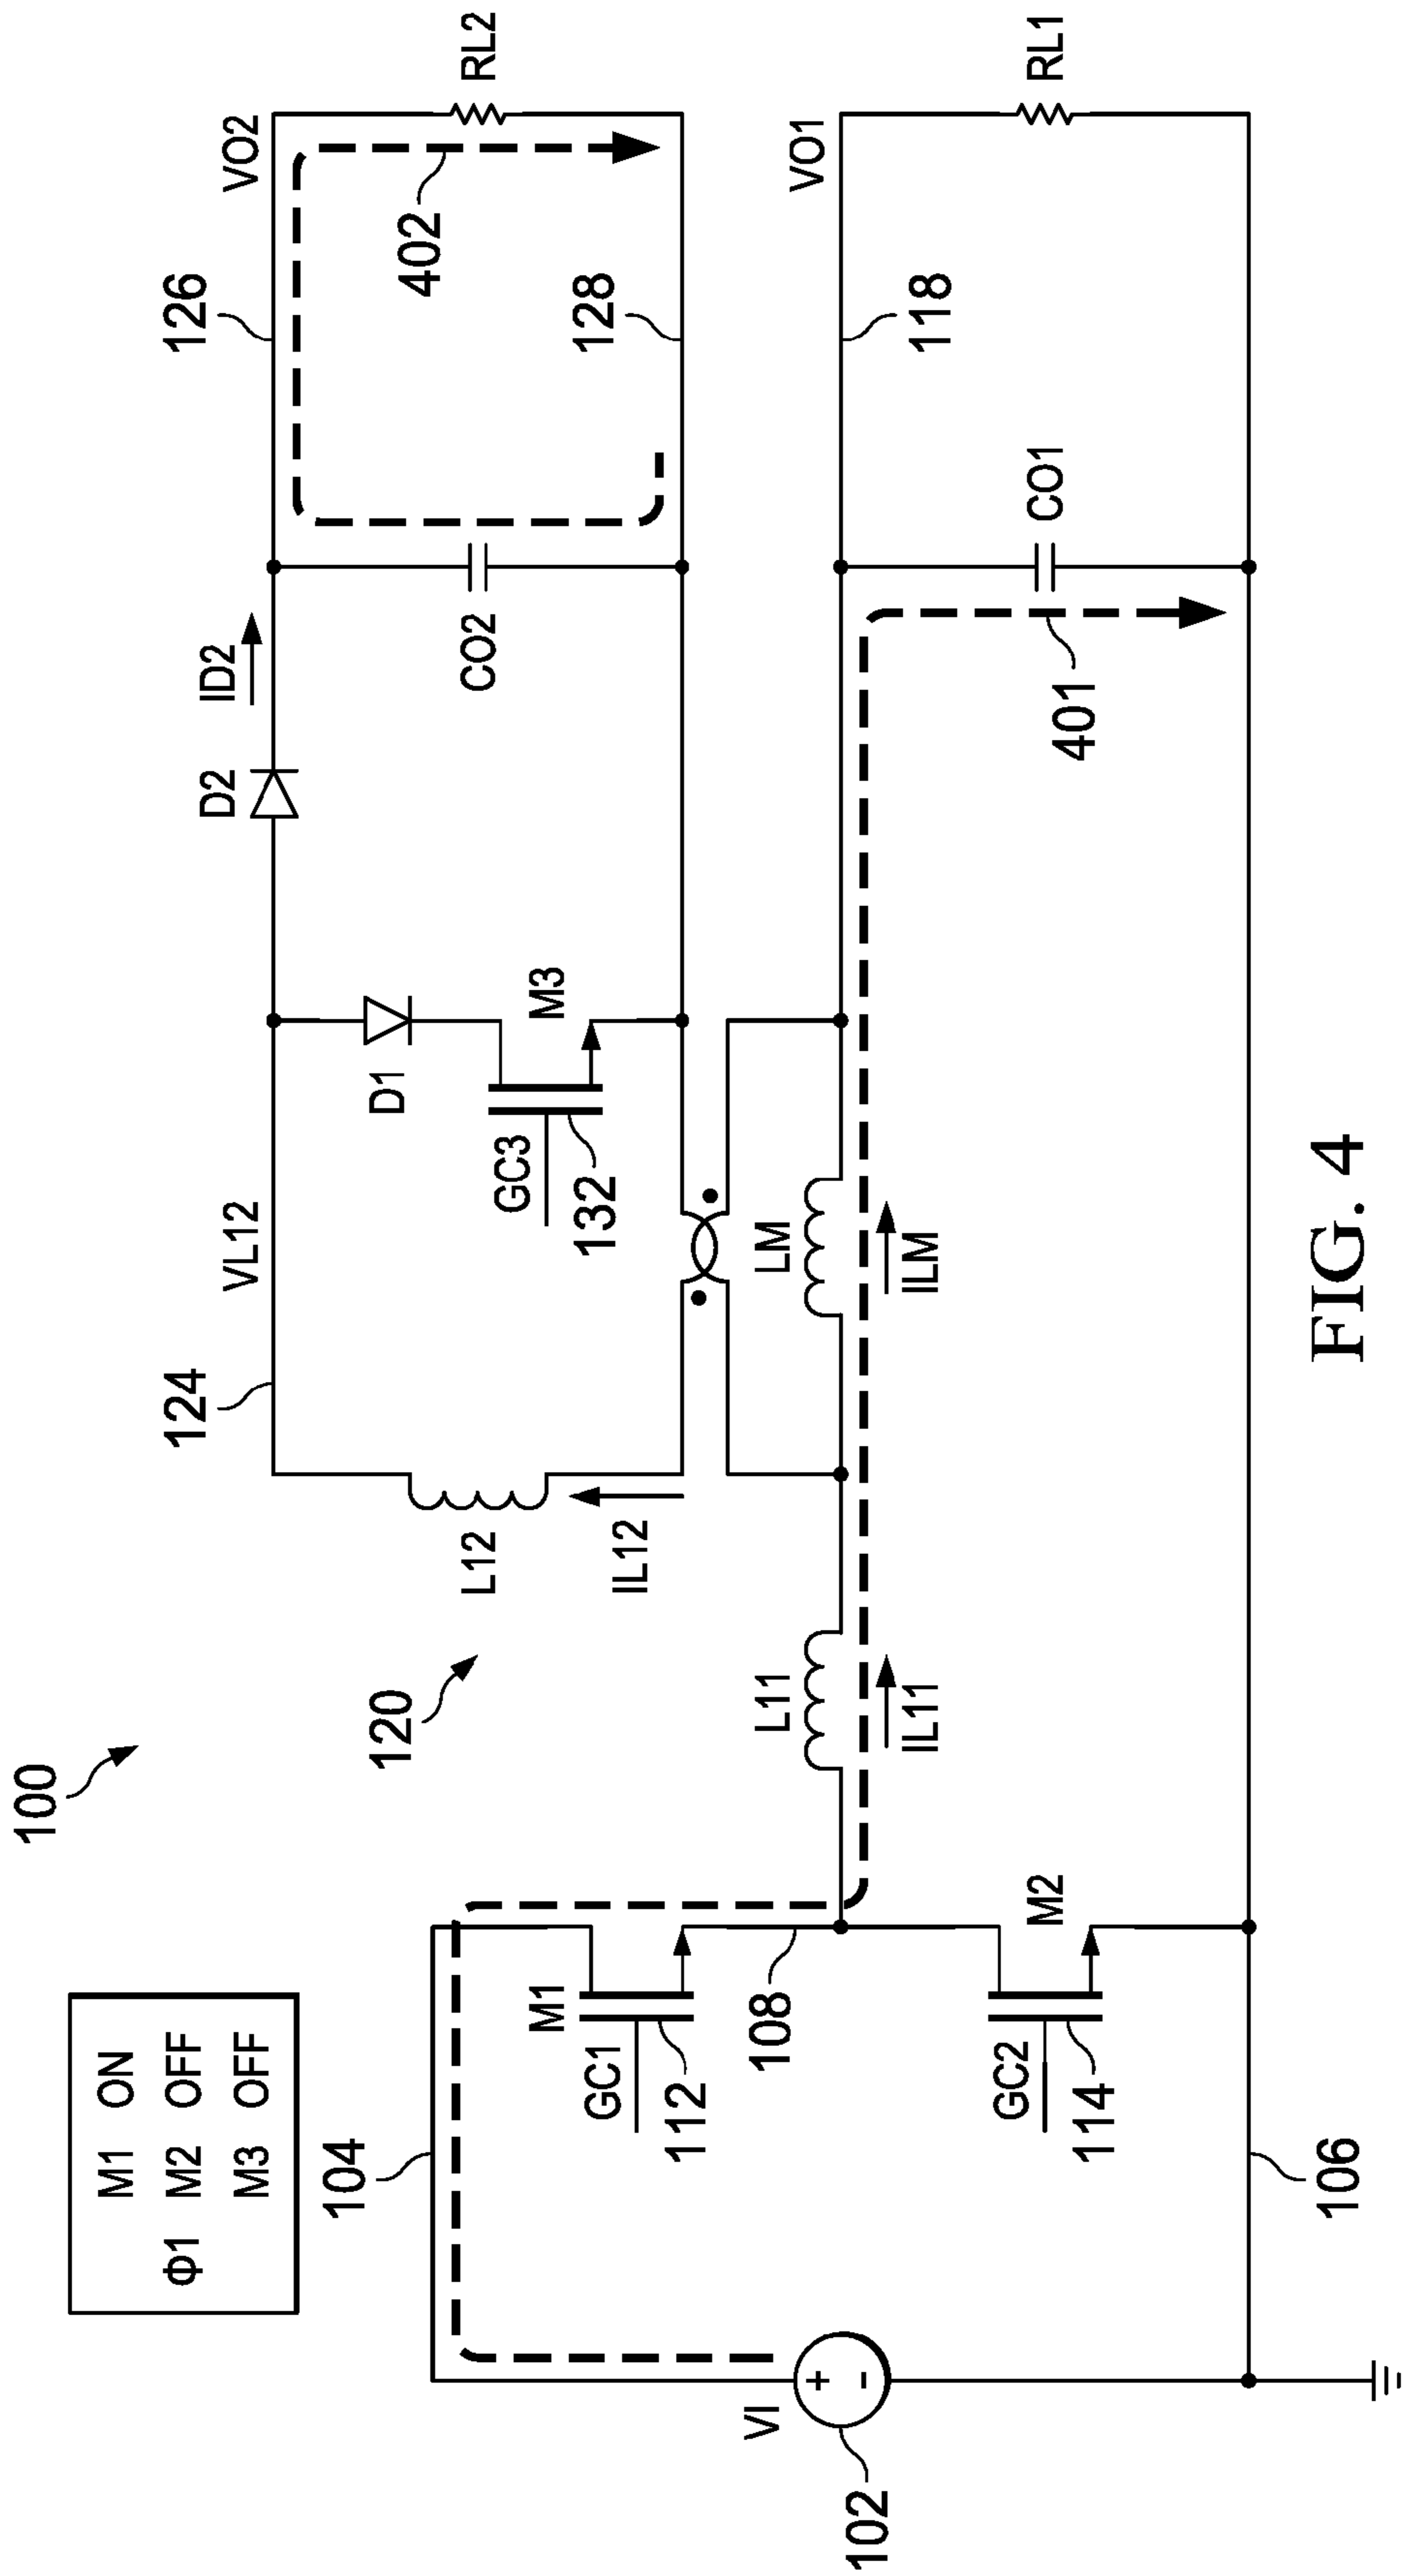 100
Φ1
M1 ON
M2 OFF
M3 OFF
120
124
VL12
D2
ID2
126
VO2
L12
IL12
D1
GC3
M3
132
CO2
402
RL2
128
104
M1
GC1
112
108
L11
IL11
LM
ILM
118
VO1
VI
102
GC2
M2
114
401
CO1
RL1
106
FIG. 4